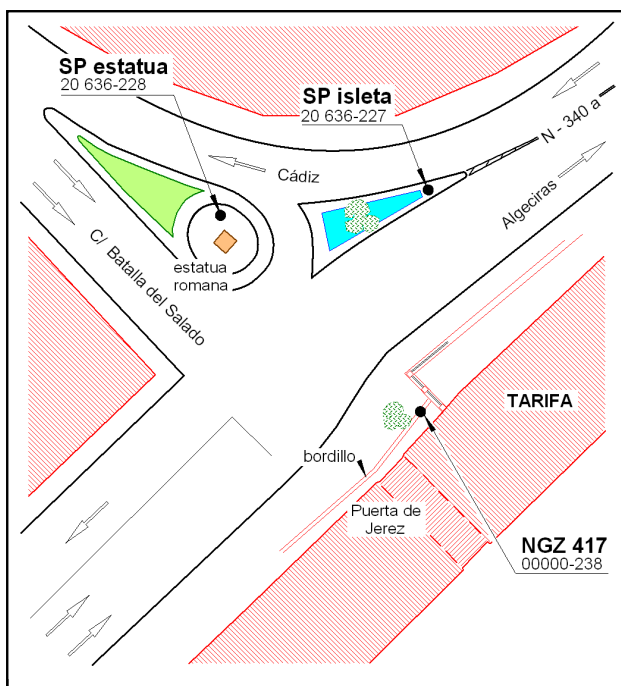 SP estatua
20 636-228
SP isleta
20 636-227
N - 340 a
Cádiz
Algeciras
C/ Batalla del Salado
estatua
romana
TARIFA
bordillo
Puerta de
Jerez
NGZ 417
00000-238